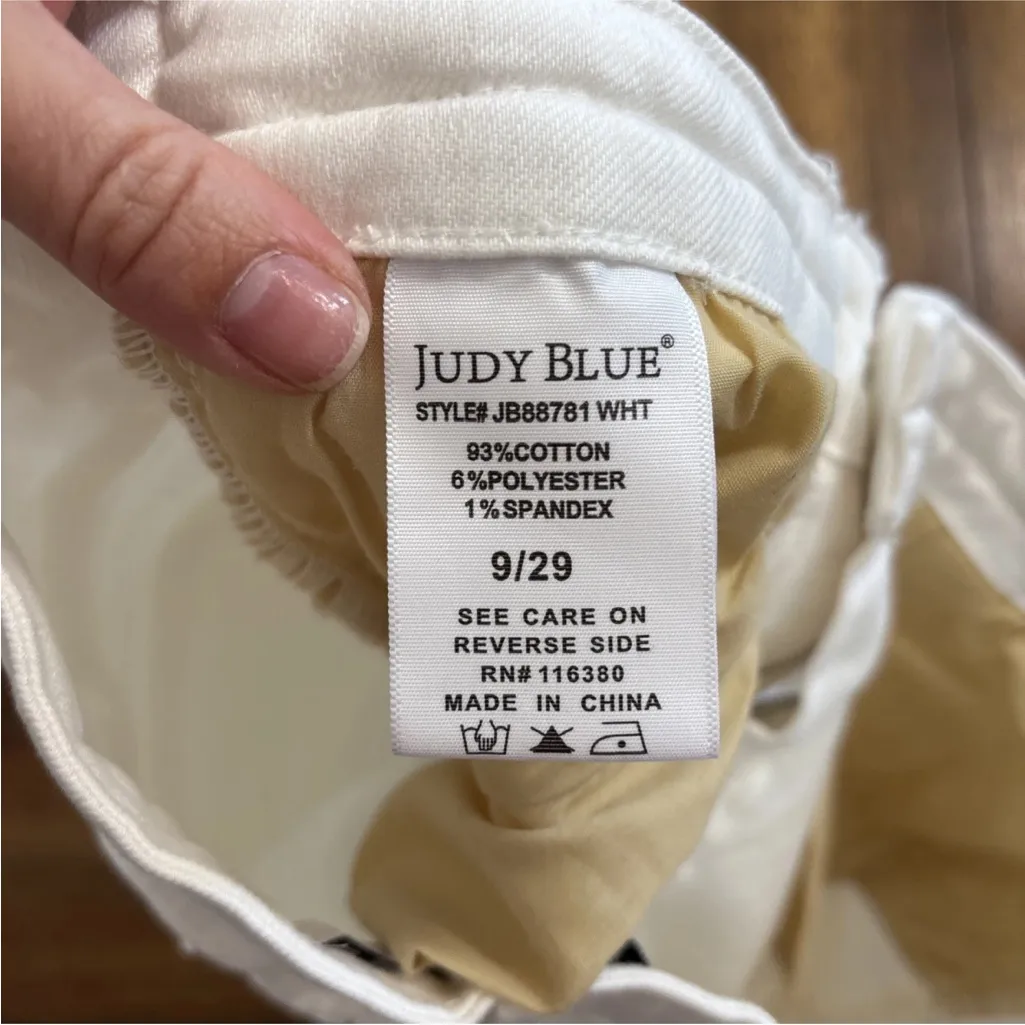 JUDY BLUE®
STYLE# JB88781 WHT
93%COTTON
6%POLYESTER
1%SPANDEX
9/29
SEE CARE ON
REVERSE SIDE
RN# 116380
MADE IN CHINA